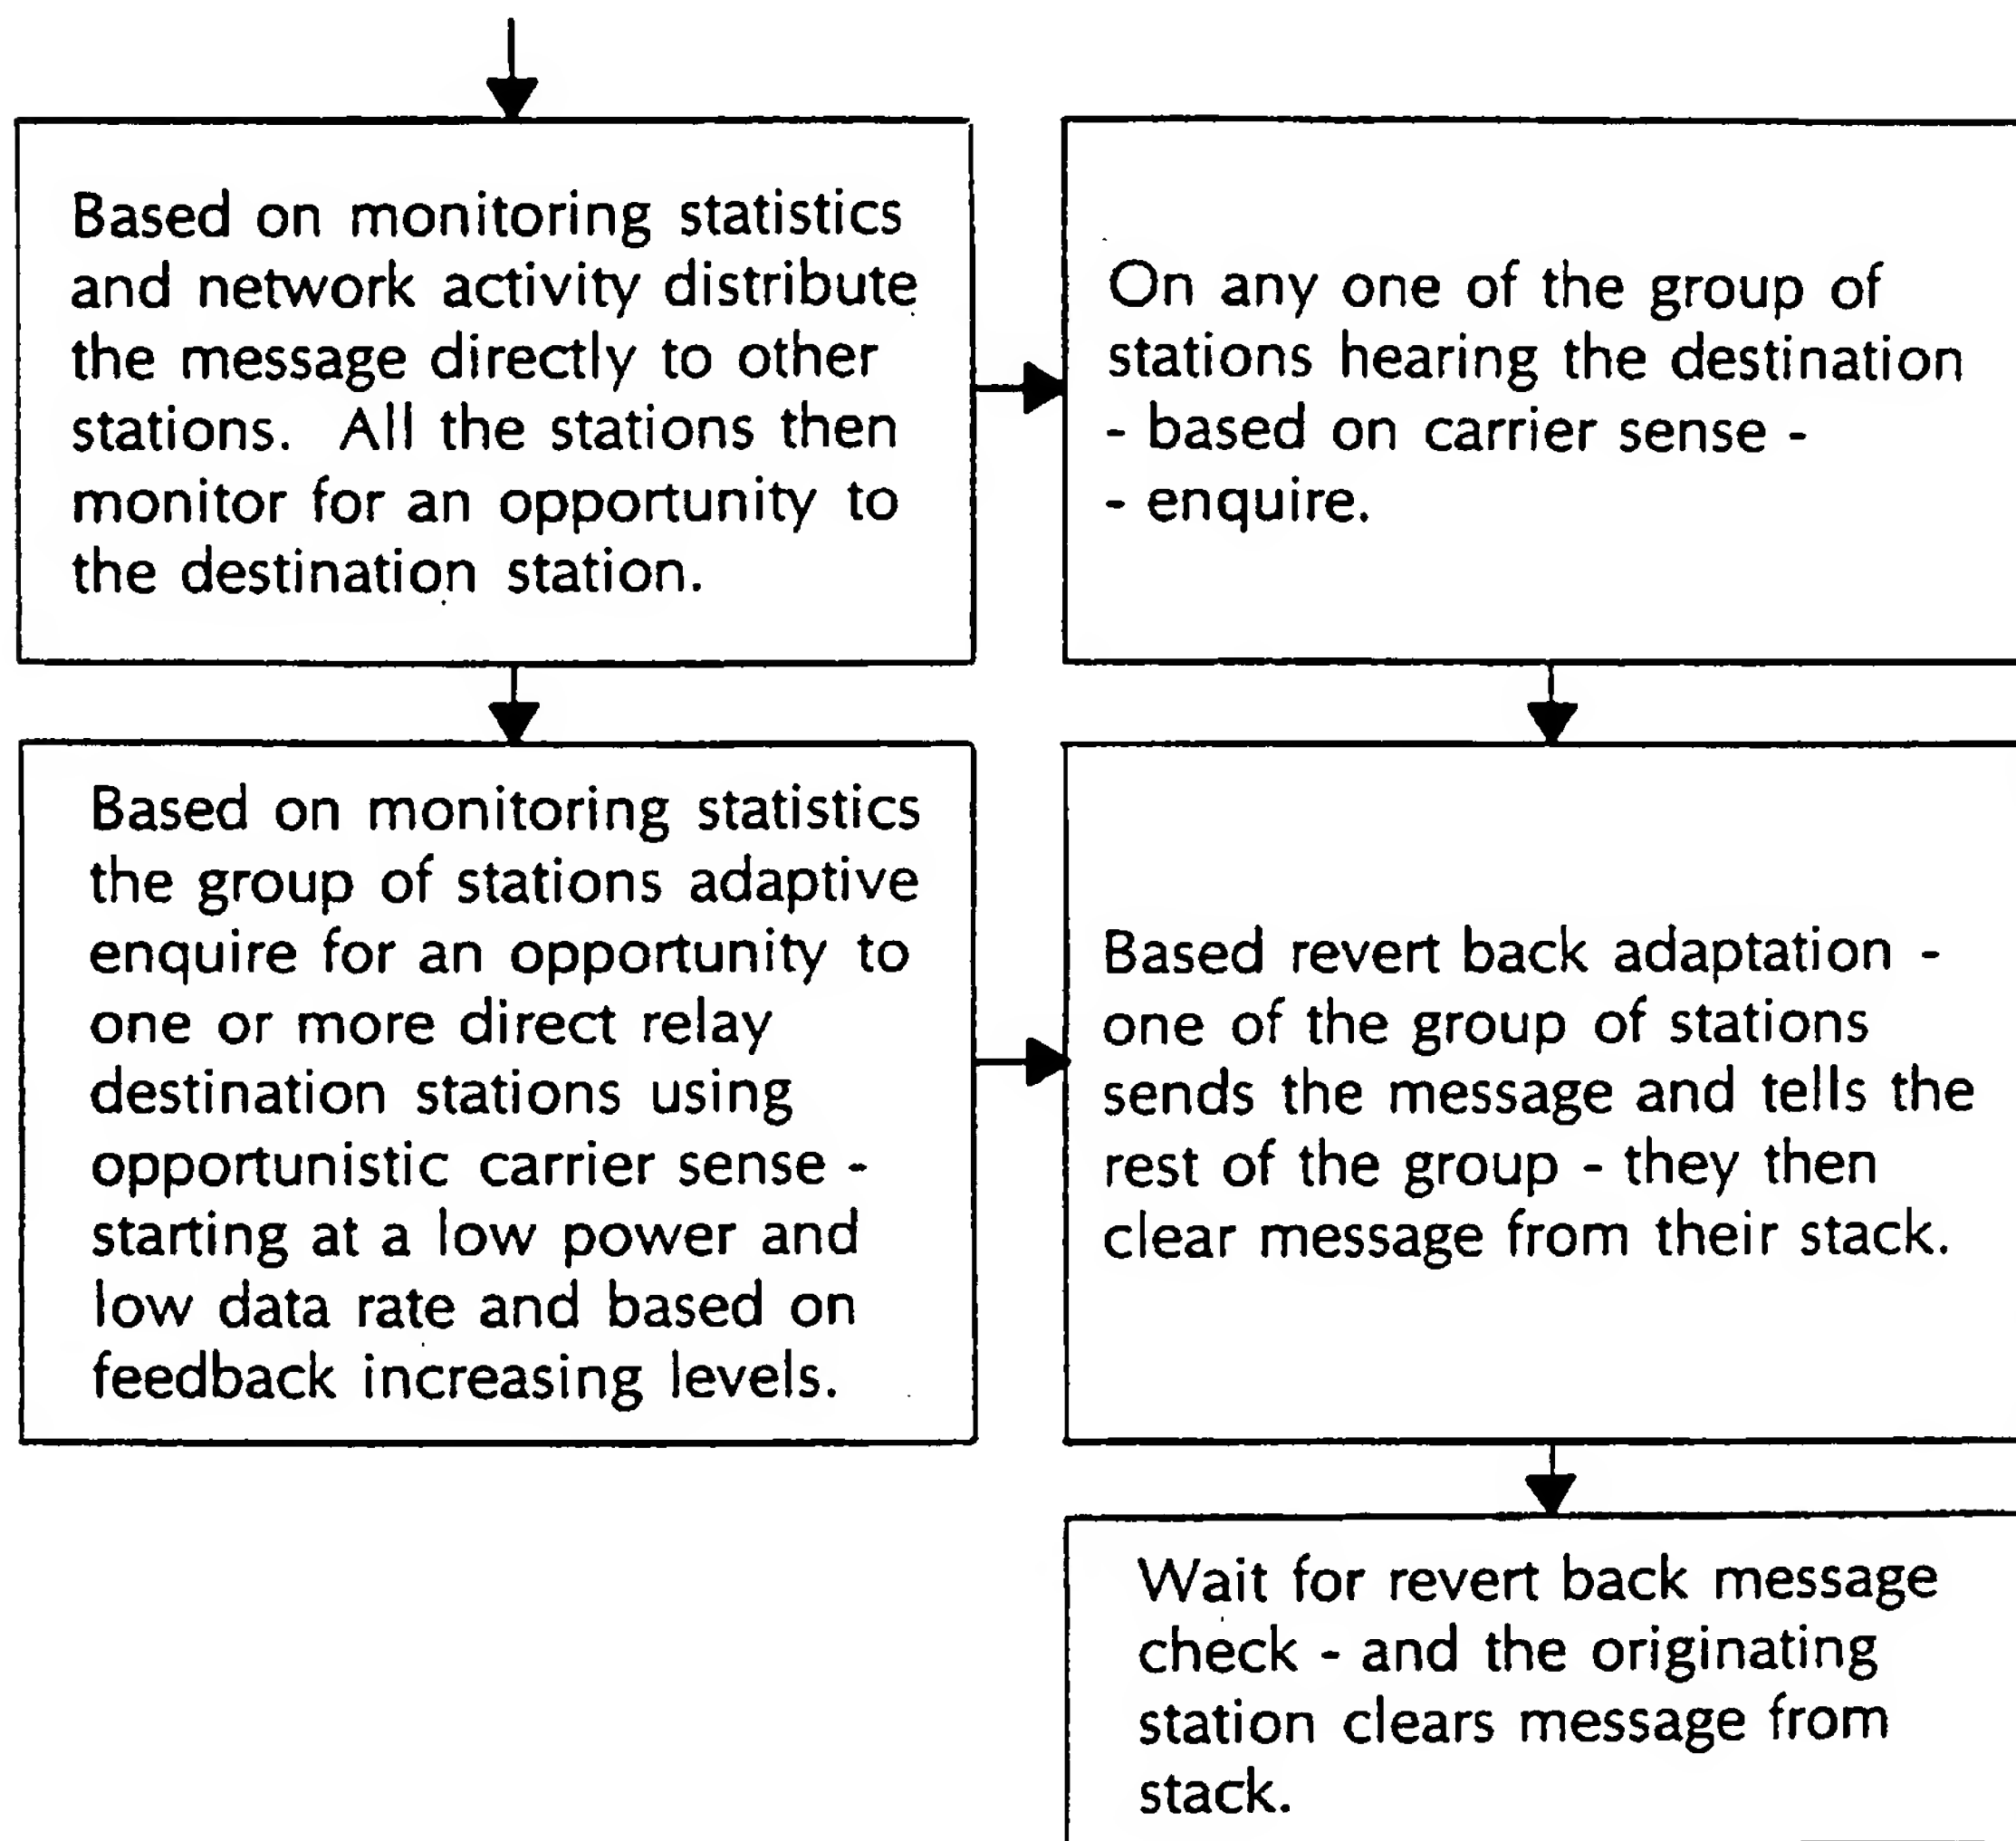 Based on monitoring statistics
and network activity distribute
the message directly to other
stations. All the stations then
monitor for an opportunity to
the destination station.
On any one of the group of
stations hearing the destination
- based on carrier sense -
- enquire.
Based on monitoring statistics
the group of stations adaptive
enquire for an opportunity to
one or more direct relay
destination stations using
opportunistic carrier sense -
starting at a low power and
low data rate and based on
feedback increasing levels.
Based revert back adaptation -
one of the group of stations
sends the message and tells the
rest of the group - they then
clear message from their stack.
Wait for revert back message
check - and the originating
station clears message from
stack.